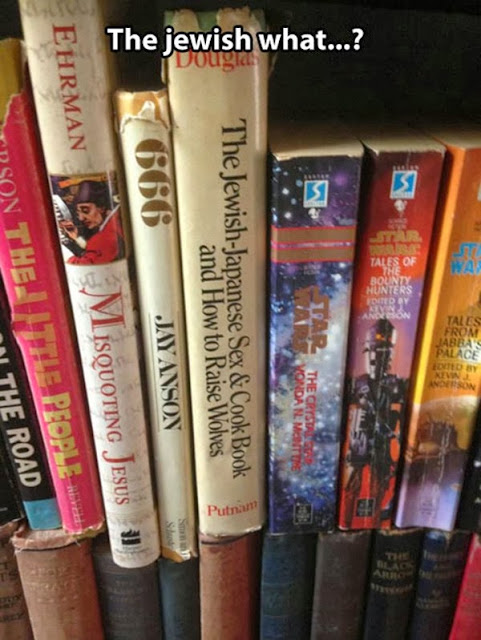 The jewish what...?
ON THE ROAD
THE LITTLE PEOPLE
EHRMAN
MISQUOTING JESUS
666
JAY ANSON
Douglas
The Jewish-Japanese Sex & Cook Book
and How to Raise Wolves
Putnam
BANTAM
STAR
WARS
THE CRYSTAL STAR
VONDA N. McINTYRE
BANTAM
STAR
WARS
TALES OF
THE
BOUNTY
HUNTERS
EDITED BY
KEVIN J.
ANDERSON
STAR
WARS
TALES
FROM
JABBA'S
PALACE
EDITED BY
KEVIN J.
ANDERSON
THE
BLACK
ARROW